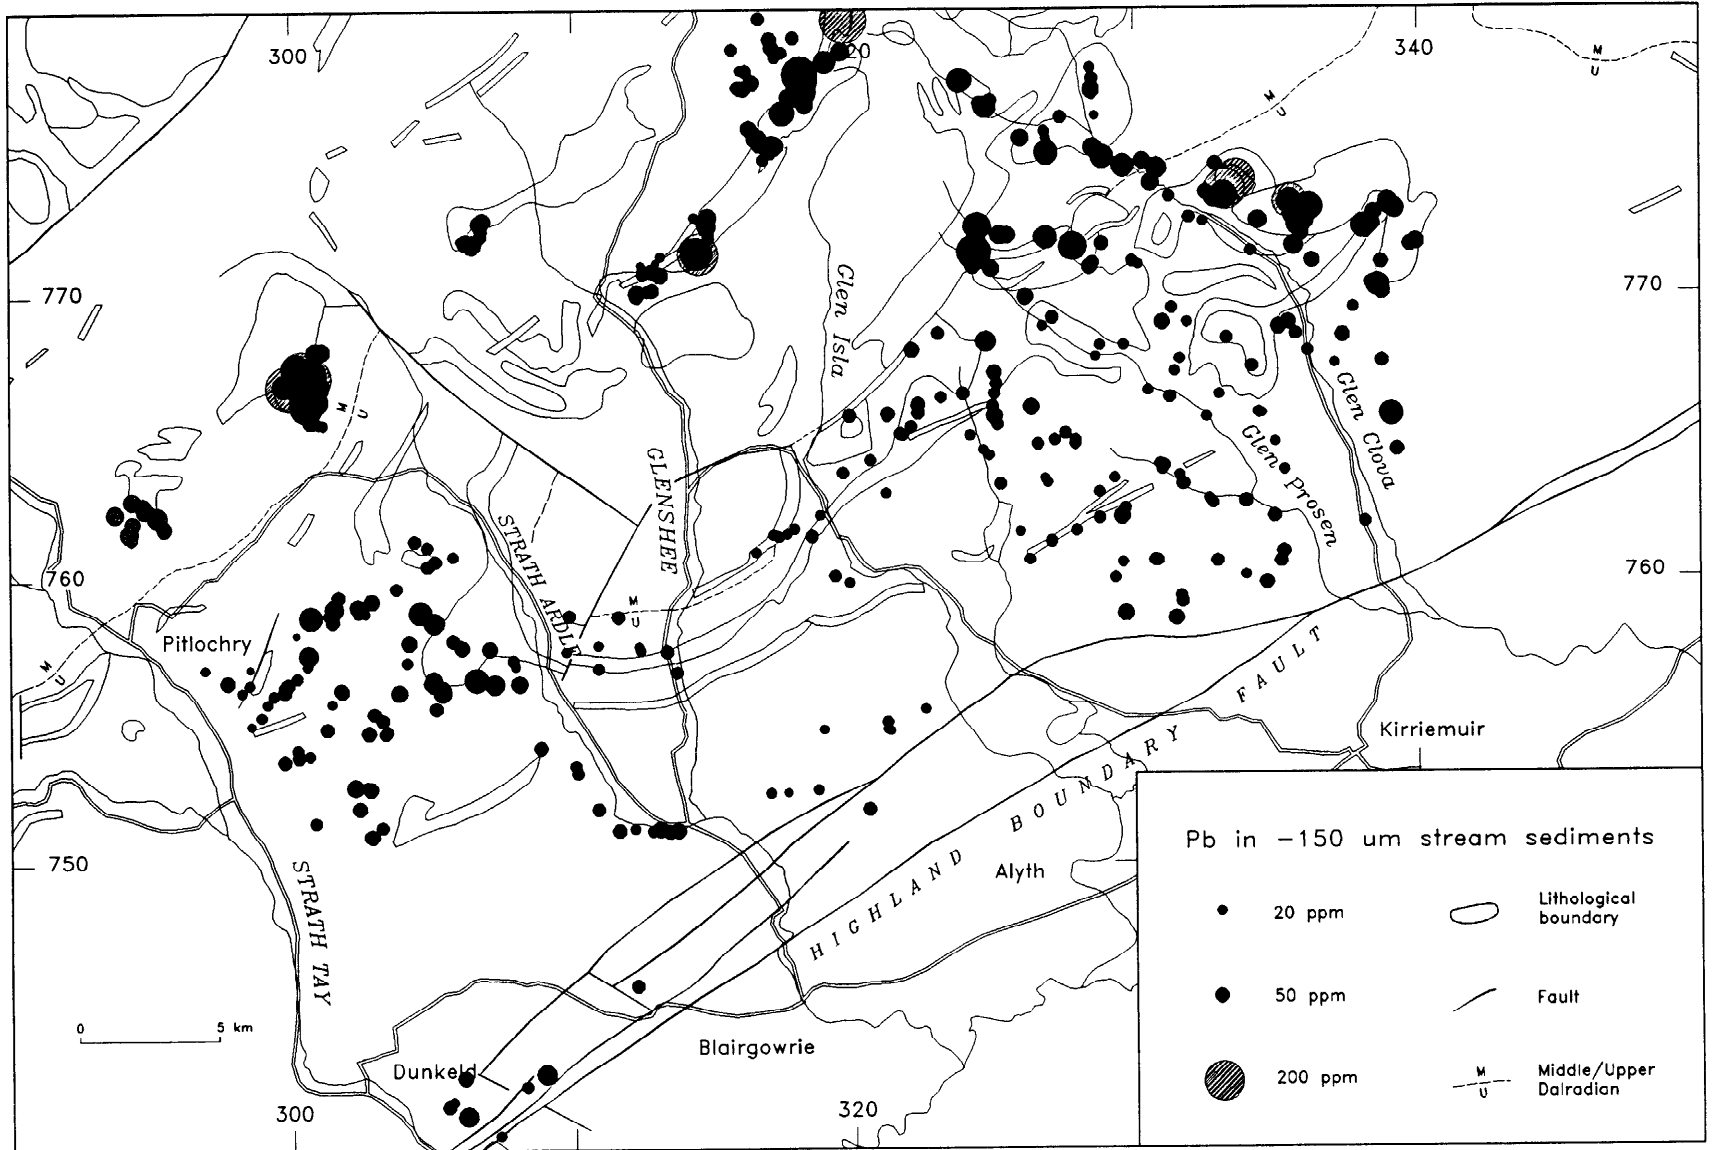 300
320
340
M
U
M
U
770
770
Glen Isla
M
U
Glen Clova
Glen Prosen
GLENSHEE
STRATH ARDLE
760
760
M
U
Pitlochry
M
U
HIGHLAND BOUNDARY FAULT
Kirriemuir
750
Alyth
STRATH TAY
0 5 km
Blairgowrie
Dunkeld
300
320
Pb in -150 um stream sediments
20 ppm
Lithological
boundary
50 ppm
Fault
200 ppm
M
U
Middle/Upper
Dalradian